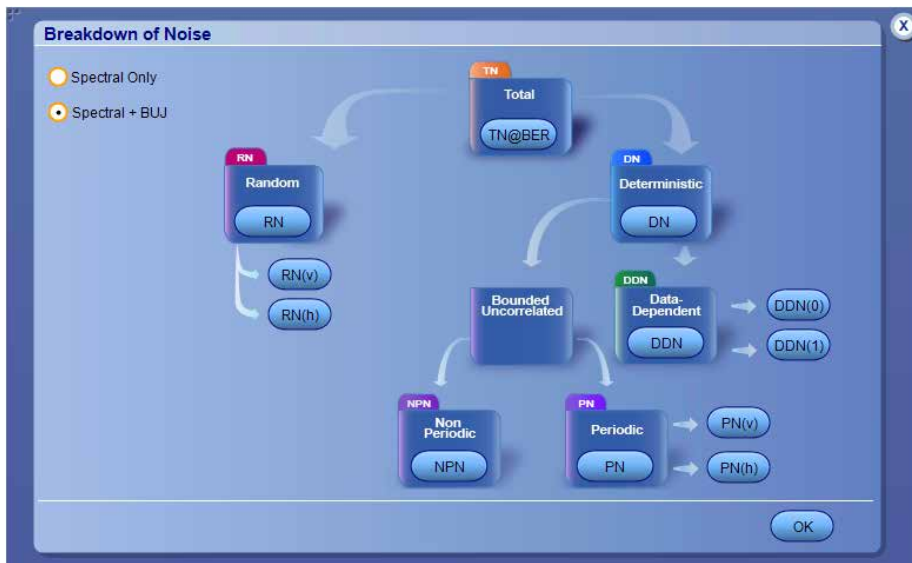 X
Breakdown of Noise
Spectral Only
Spectral + BUJ
TN
Total
TN@BER
RN
Random
RN
RN(v)
RN(h)
DN
Deterministic
DN
Bounded
Uncorrelated
DDN
Data-
Dependent
DDN
DDN(0)
DDN(1)
NPN
Non
Periodic
NPN
PN
Periodic
PN
PN(v)
PN(h)
OK